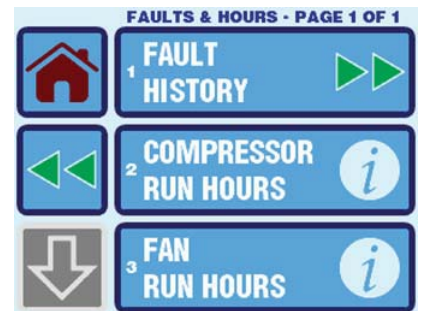 FAULTS & HOURS - PAGE 1 OF 1
1 FAULT
HISTORY
2 COMPRESSOR
RUN HOURS
i
3 FAN
RUN HOURS
i